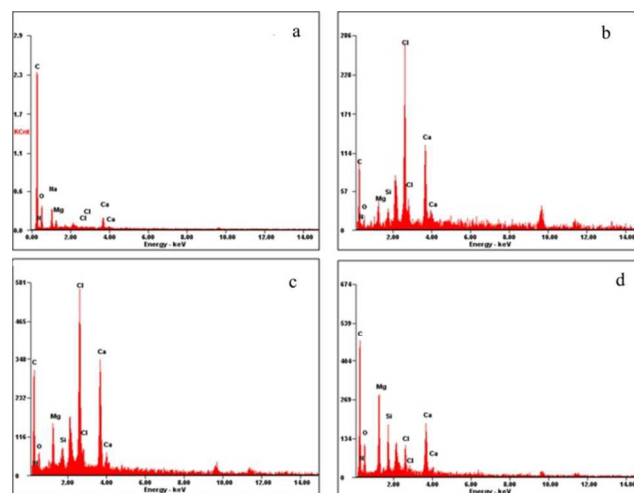 a
2.9
2.3
1.7
KCnt
1.1
0.6
0.0
C
N
O
Na
Mg
Cl
Cl
Ca
Ca
0.00 2.00 4.00 6.00 8.00 10.00 12.00 14.00
Energy - keV
b
286
228
171
114
57
0
C
N
O
Mg
Si
Cl
Cl
Ca
Ca
2.00 4.00 6.00 8.00 10.00 12.00 14.00
Energy - keV
c
581
465
348
232
116
0
C
N
O
Mg
Si
Cl
Cl
Ca
Ca
2.00 4.00 6.00 8.00 10.00 12.00 14.00
Energy - keV
d
674
539
404
269
134
0
C
N
O
Mg
Si
Cl
Cl
Ca
Ca
2.00 4.00 6.00 8.00 10.00 12.00 14.00
Energy - keV